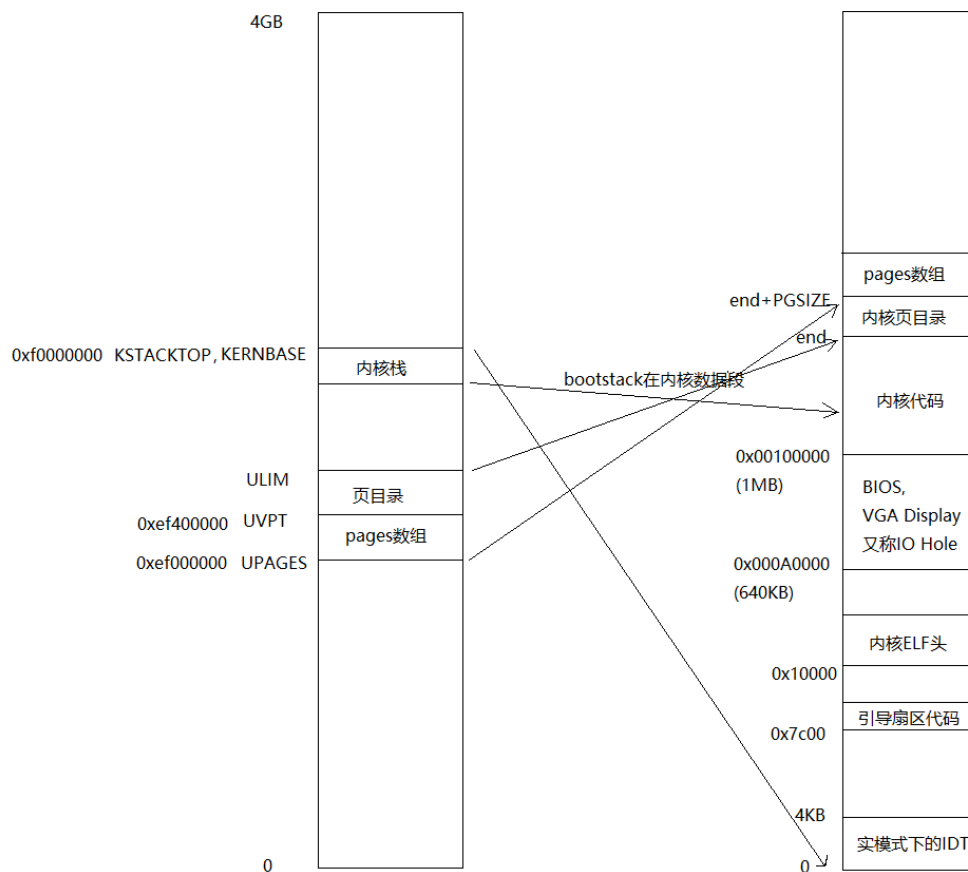 4GB
0xf0000000 KSTACKTOP, KERNBASE
内核栈
ULIM
页目录
0xef400000 UVPT
pages数组
0xef000000 UPAGES
0
bootstack在内核数据段
pages数组
end+PGSIZE
内核页目录
end
内核代码
0x00100000
(1MB)
BIOS,
VGA Display
又称IO Hole
0x000A0000
(640KB)
内核ELF头
0x10000
引导扇区代码
0x7c00
4KB
实模式下的IDT
0